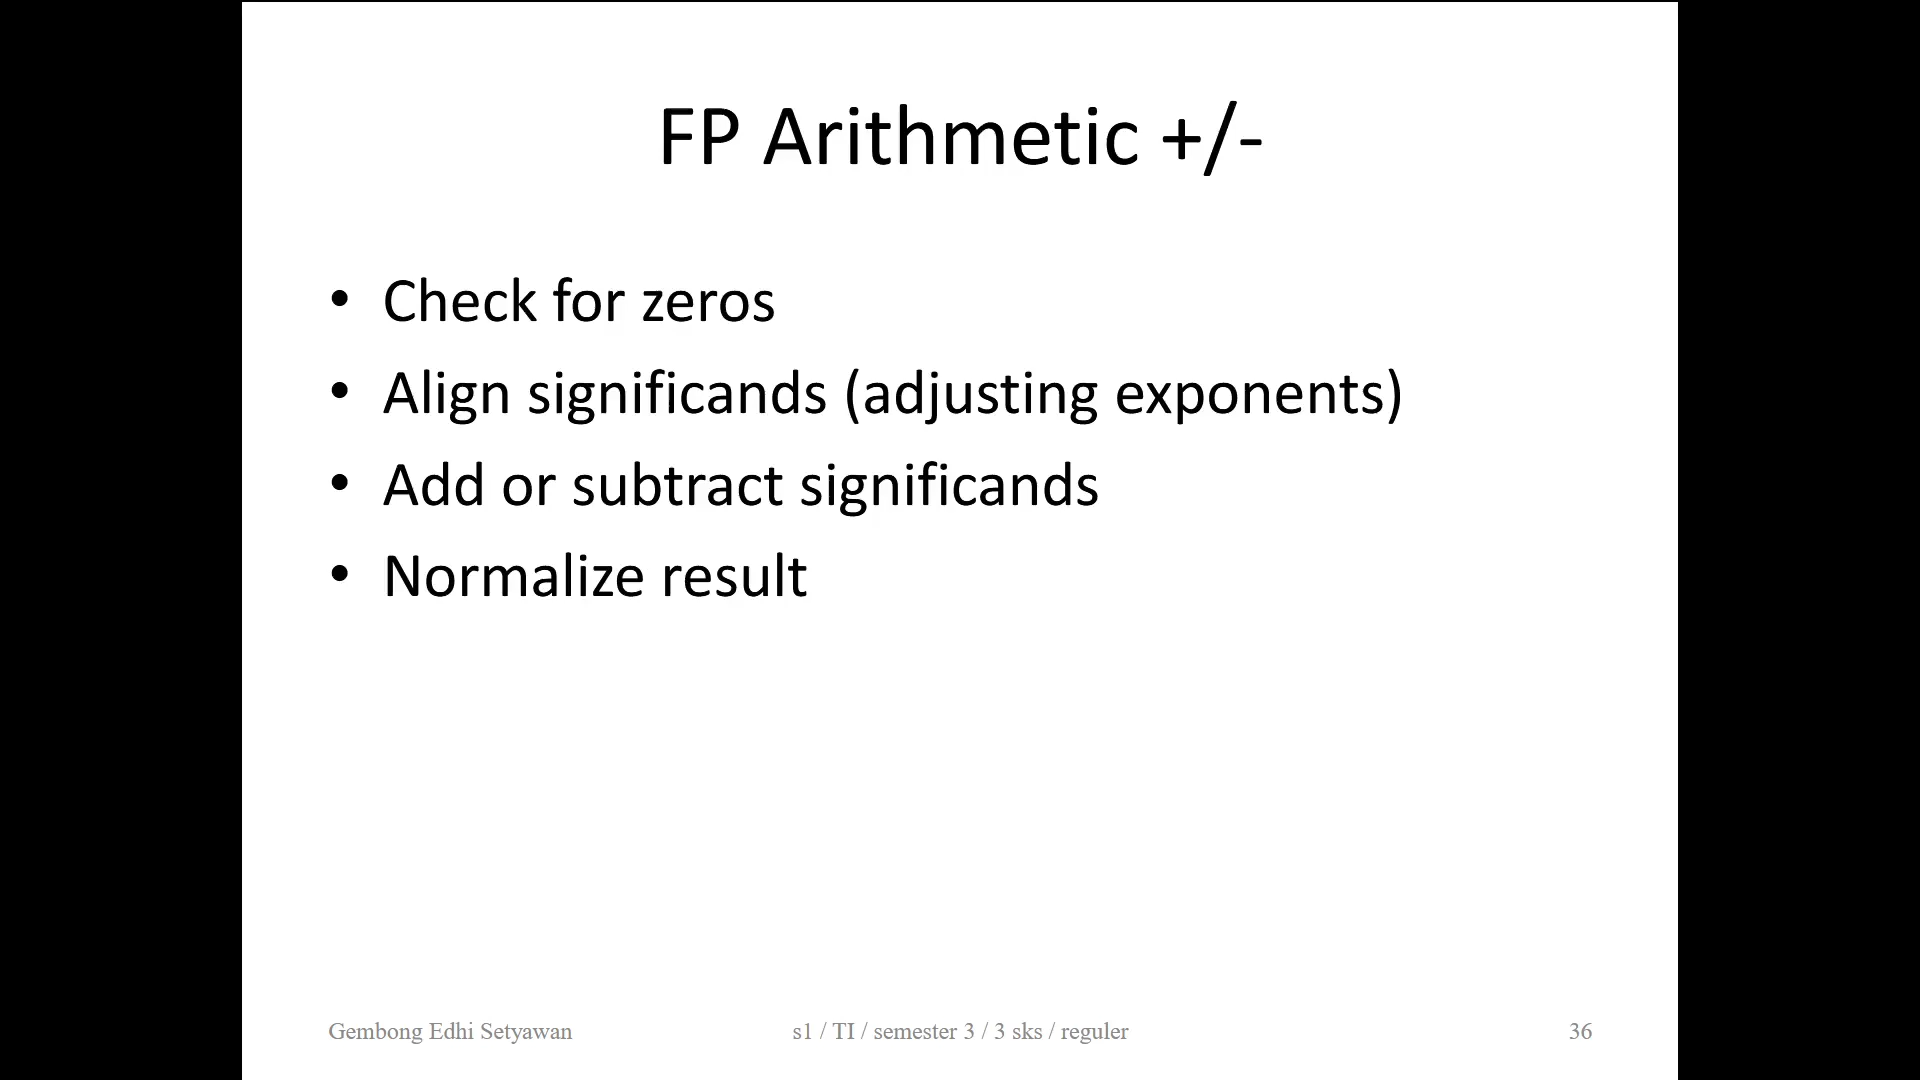 FP Arithmetic +/-
• Check for zeros
• Align significands (adjusting exponents)
• Add or subtract significands
• Normalize result
Gembong Edhi Setyawan s1 / TI / semester 3 / 3 sks / reguler 36